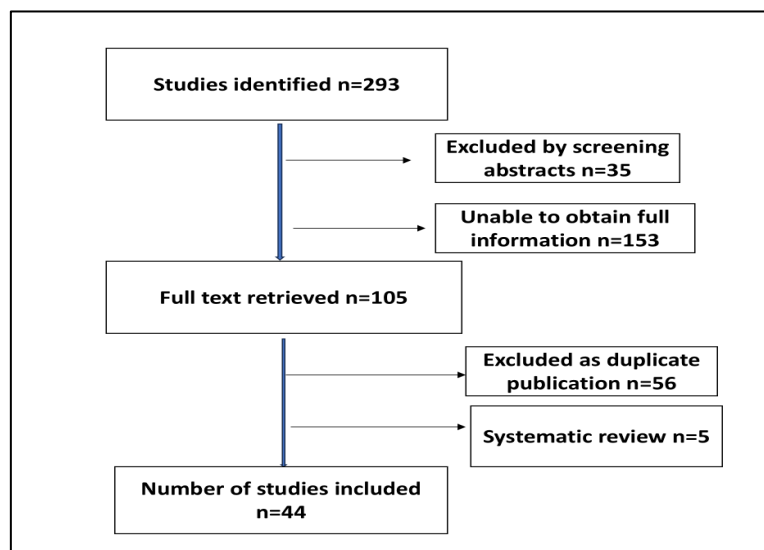 Studies identified n=293
Excluded by screening
abstracts n=35
Unable to obtain full
information n=153
Full text retrieved n=105
Excluded as duplicate
publication n=56
Systematic review n=5
Number of studies included
n=44